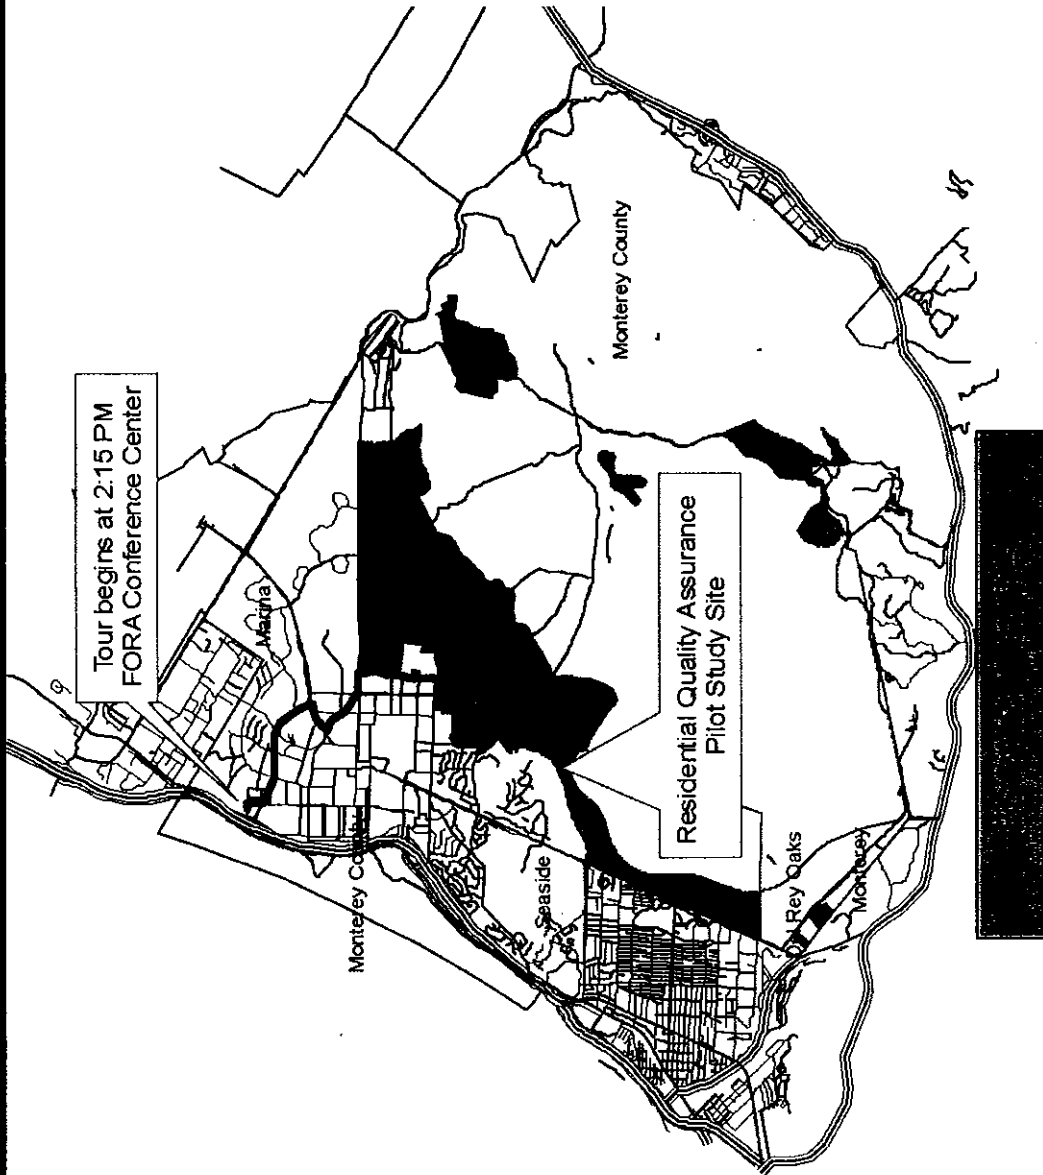 Tour begins at 2:15 PM
FORA Conference Center
Marina
Monterey County
Seaside
Monterey County
Residential Quality Assurance
Pilot Study Site
Rey Oaks
Monterey